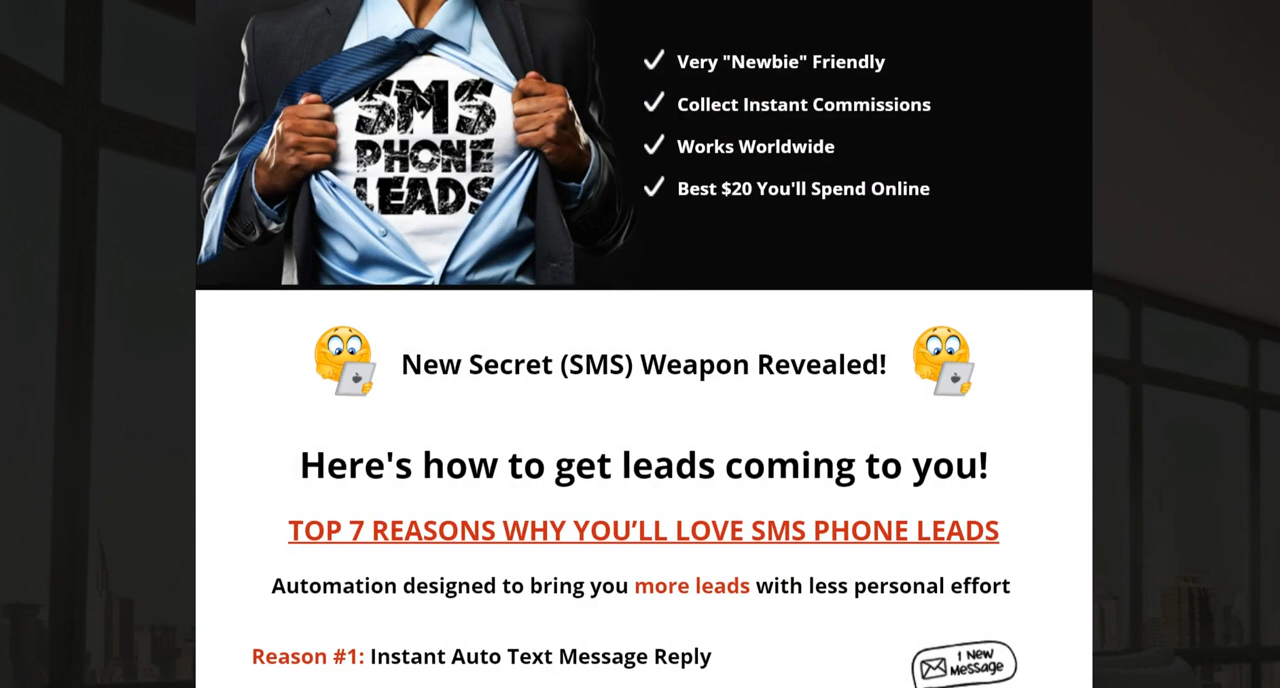 SMS
PHONE
LEADS
Very "Newbie" Friendly
Collect Instant Commissions
Works Worldwide
Best $20 You'll Spend Online
New Secret (SMS) Weapon Revealed!
Here's how to get leads coming to you!
TOP 7 REASONS WHY YOU’LL LOVE SMS PHONE LEADS
Automation designed to bring you more leads with less personal effort
Reason #1: Instant Auto Text Message Reply
1 New
Message